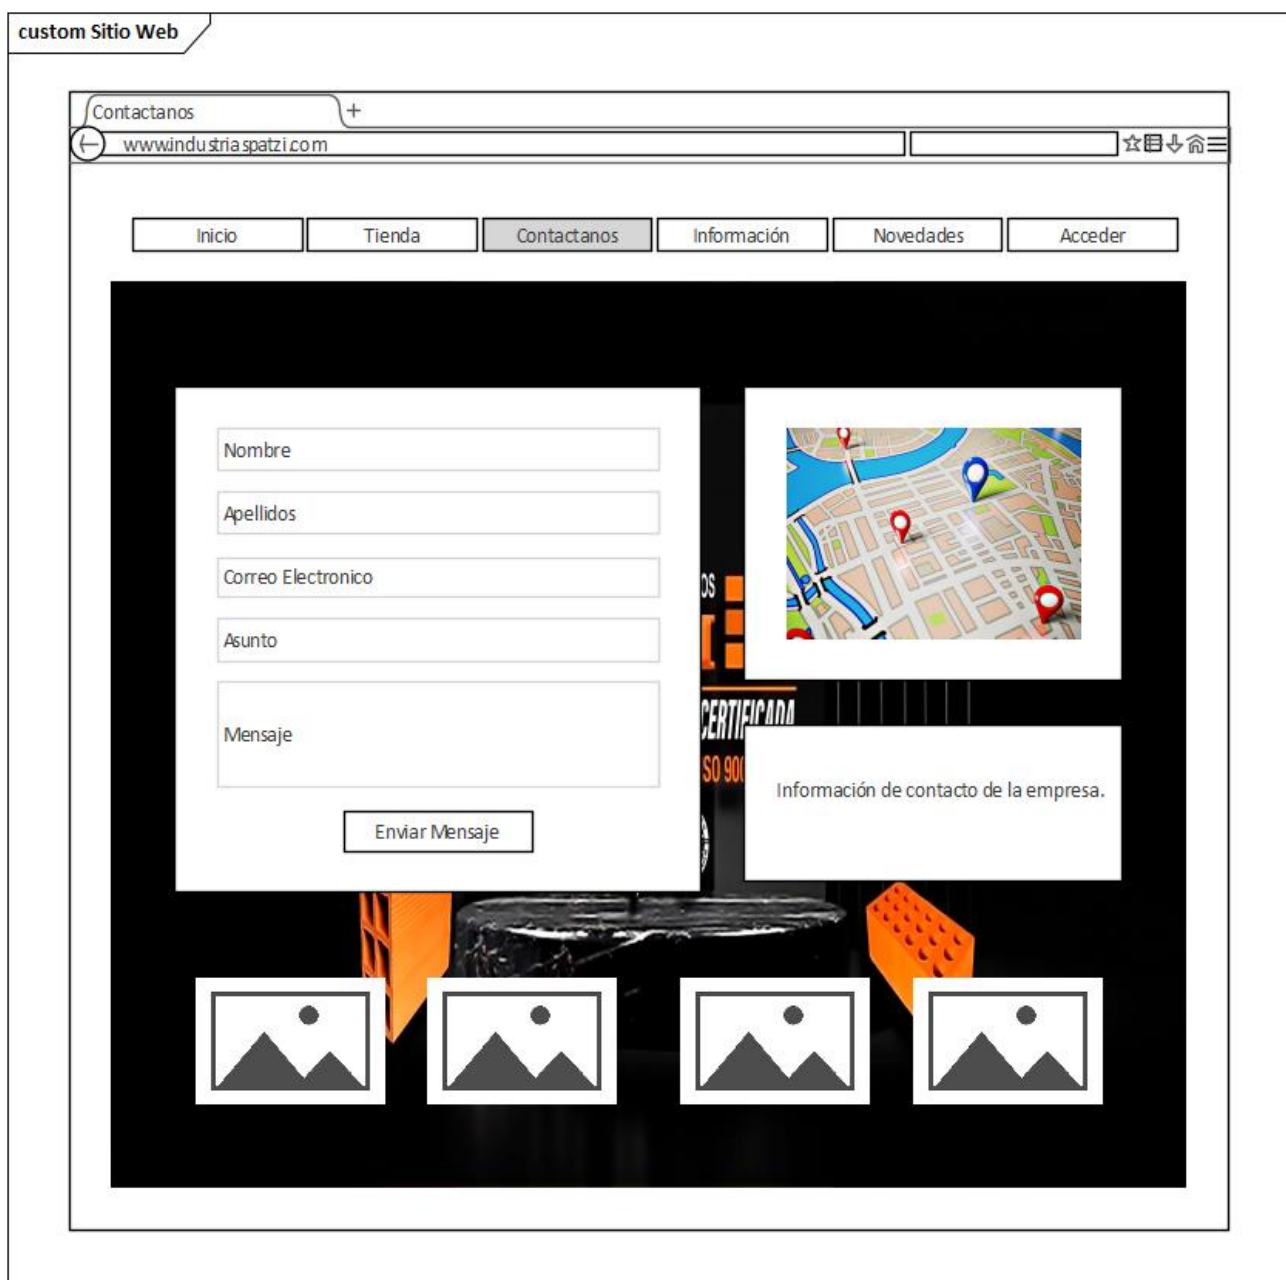 custom Sitio Web
Contactanos
www.industriaspatzi.com
Inicio Tienda Contactanos Información Novedades Acceder
Nombre
Apellidos
Correo Electronico
Asunto
Mensaje
Enviar Mensaje
CERTIFICADA
Información de contacto de la empresa.